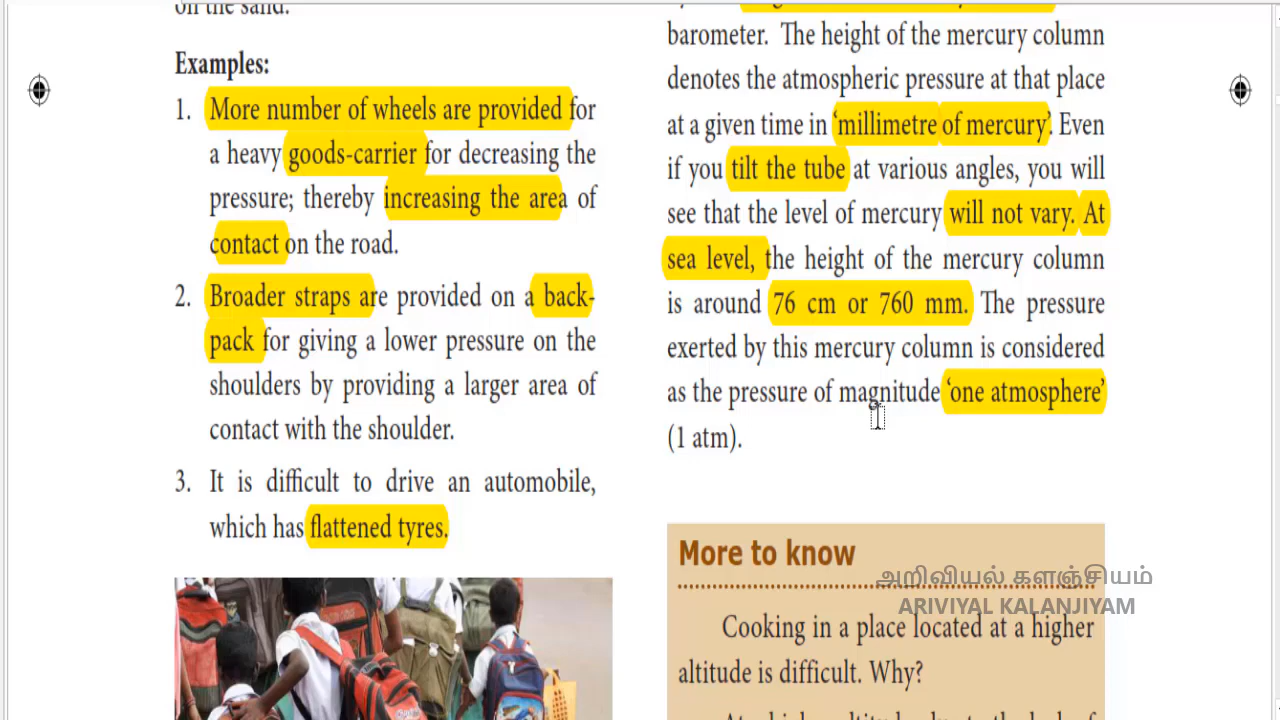 on the sand.
Examples:
1. More number of wheels are provided for
a heavy goods-carrier for decreasing the
pressure; thereby increasing the area of
contact on the road.
2. Broader straps are provided on a back-
pack for giving a lower pressure on the
shoulders by providing a larger area of
contact with the shoulder.
3. It is difficult to drive an automobile,
which has flattened tyres.
barometer. The height of the mercury column
denotes the atmospheric pressure at that place
at a given time in ‘millimetre of mercury’. Even
if you tilt the tube at various angles, you will
see that the level of mercury will not vary. At
sea level, the height of the mercury column
is around 76 cm or 760 mm. The pressure
exerted by this mercury column is considered
as the pressure of magnitude ‘one atmosphere’
(1 atm).
More to know
அறிவியல் களஞ்சியம்
ARIVIYAL KALANJIYAM
Cooking in a place located at a higher
altitude is difficult. Why?